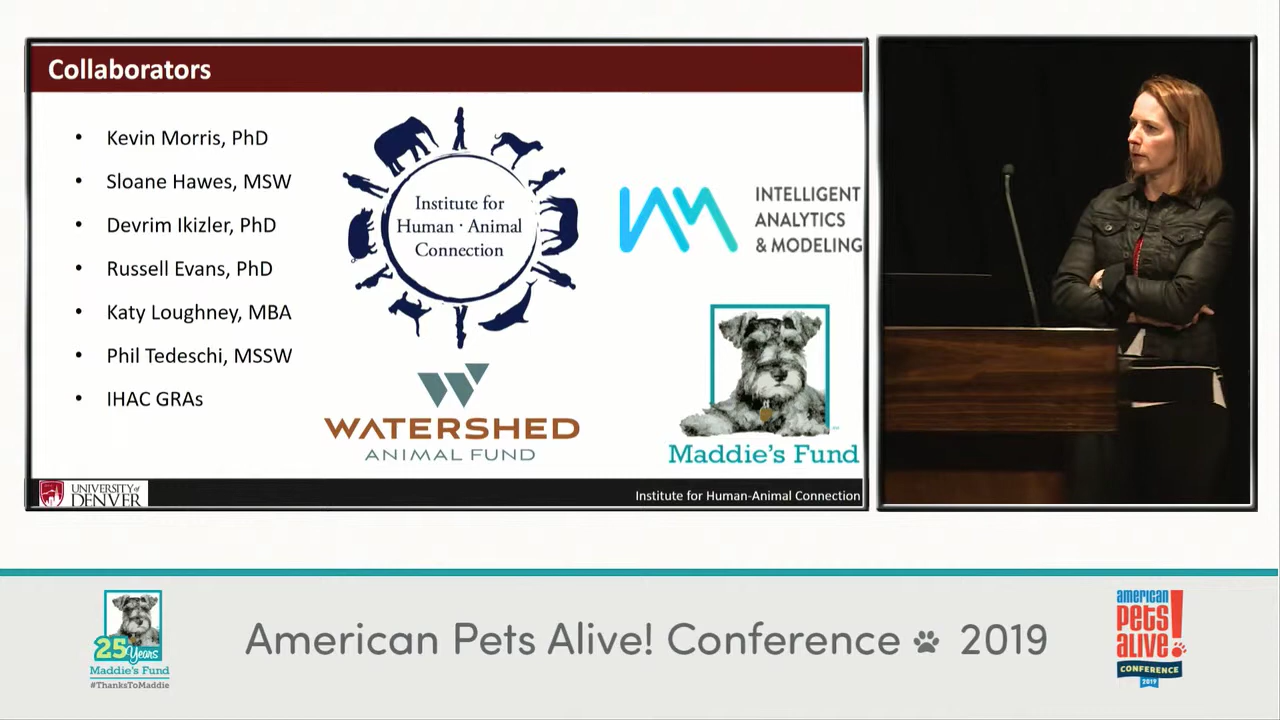 Collaborators
• Kevin Morris, PhD
• Sloane Hawes, MSW
• Devrim Ikizler, PhD
• Russell Evans, PhD
• Katy Loughney, MBA
• Phil Tedeschi, MSSW
• IHAC GRAs
Institute for
Human · Animal
Connection
INTELLIGENT
ANALYTICS
& MODELING
WATERSHED
ANIMAL FUND
Maddie's Fund
UNIVERSITY of
DENVER
Institute for Human-Animal Connection
25 Years
Maddie's Fund
#ThanksToMaddie
American Pets Alive! Conference 2019
american
pets
alive!
CONFERENCE
2019